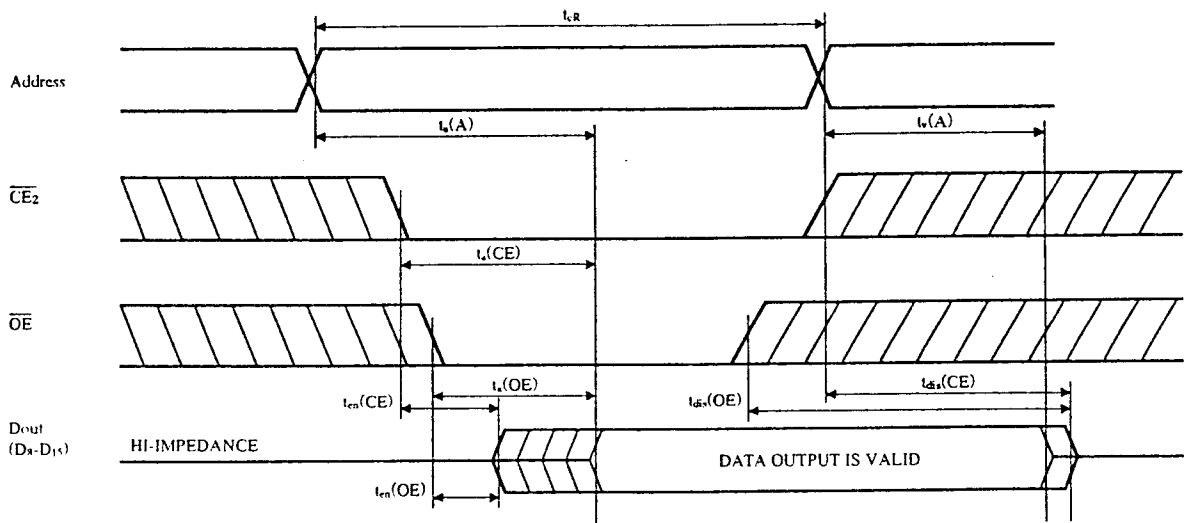 tcR
Address
ta(A)
tv(A)
CE2
ta(CE)
OE
ta(OE)
tdis(CE)
ten(CE)
tdis(OE)
Dout
(D8-D15)
HI-IMPEDANCE
DATA OUTPUT IS VALID
ten(OE)